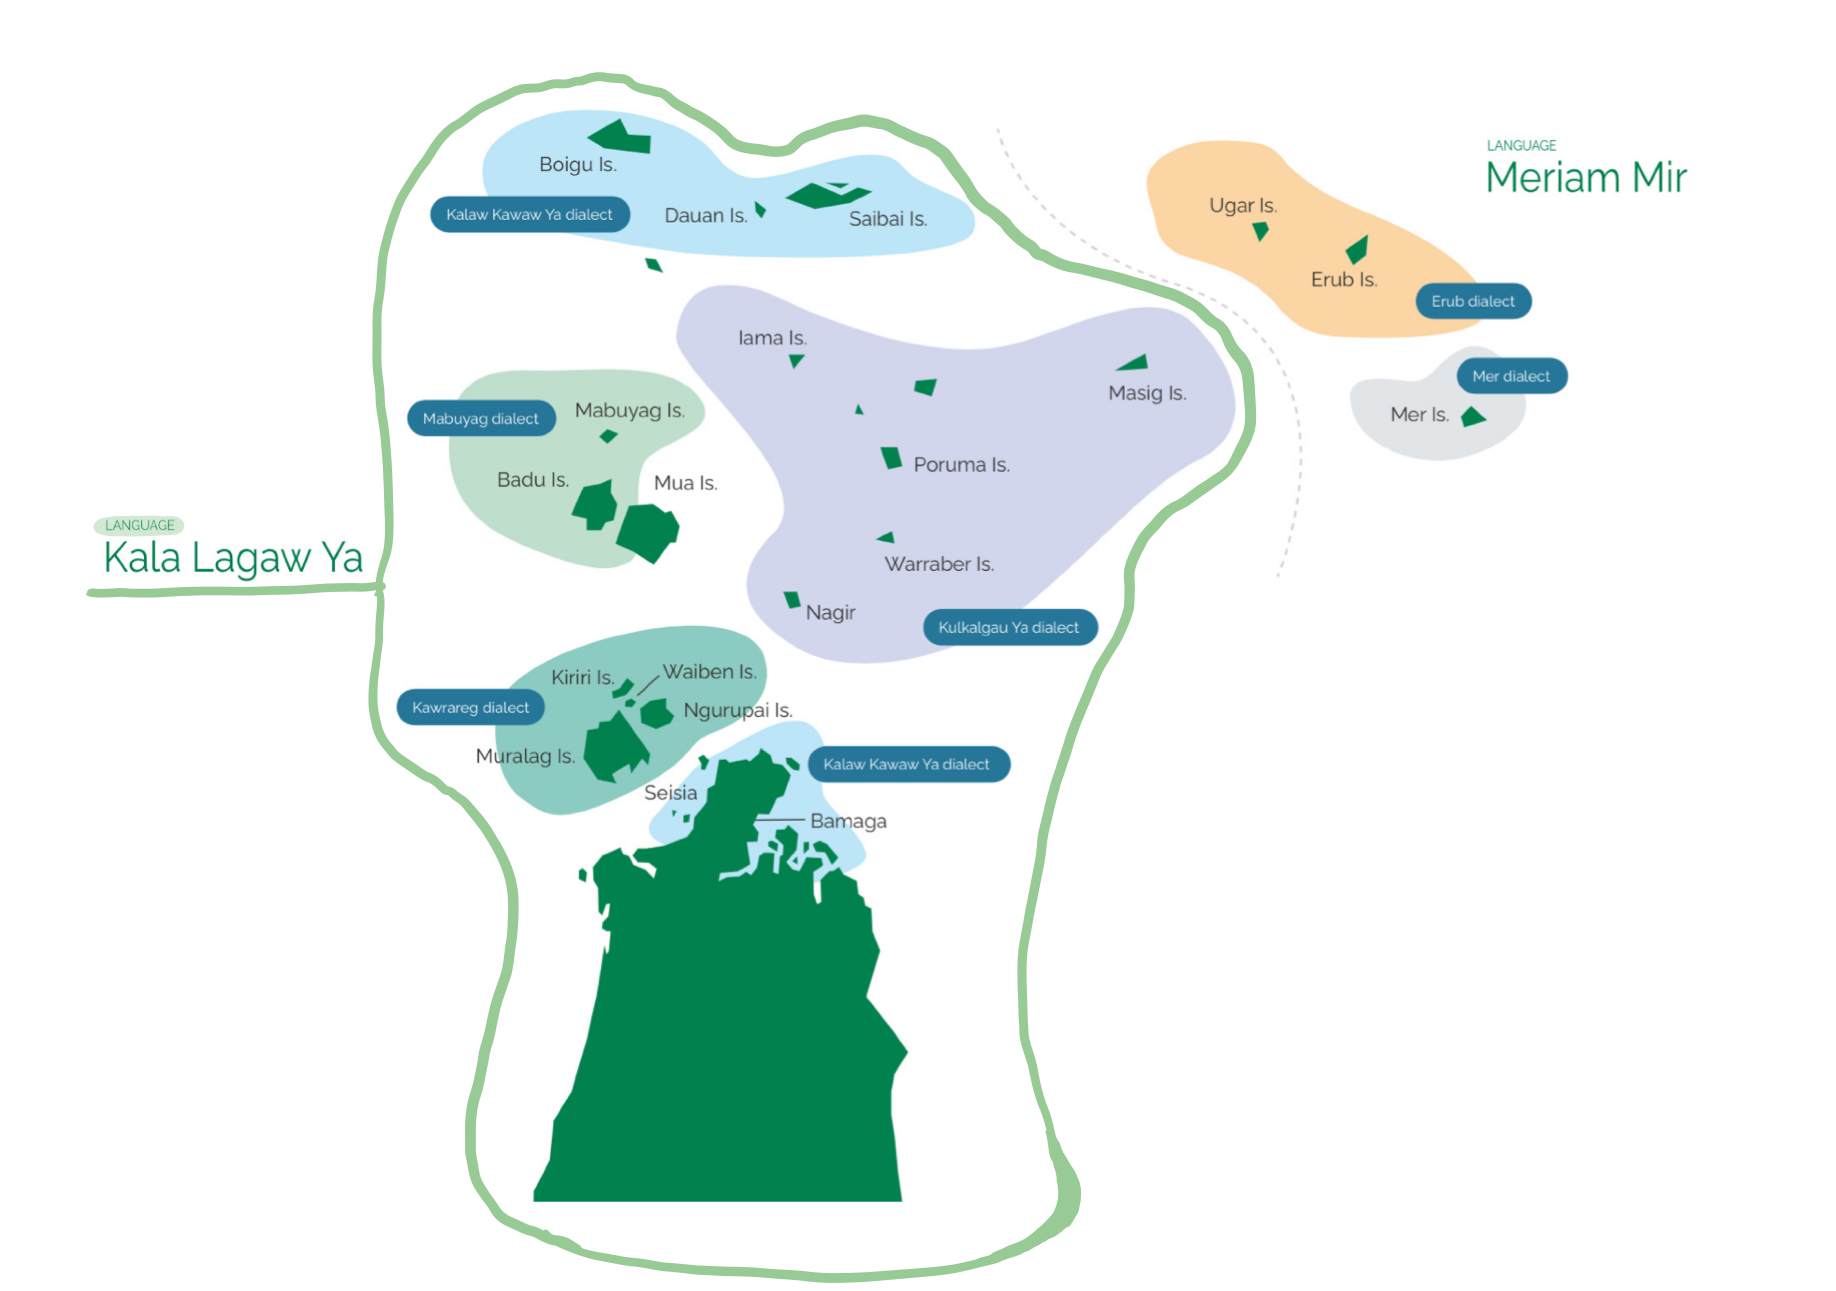 LANGUAGE
Meriam Mir
Boigu Is.
Kalaw Kawaw Ya dialect
Dauan Is.
Saibai Is.
Ugar Is.
Erub Is.
Erub dialect
Iama Is.
Masig Is.
Mer dialect
Mer Is.
Mabuyag dialect
Mabuyag Is.
Badu Is.
Mua Is.
Poruma Is.
LANGUAGE
Kala Lagaw Ya
Warraber Is.
Nagir
Kulkalgau Ya dialect
Kiriri Is.
Waiben Is.
Kawrareg dialect
Ngurupai Is.
Muralag Is.
Kalaw Kawaw Ya dialect
Seisia
Bamaga